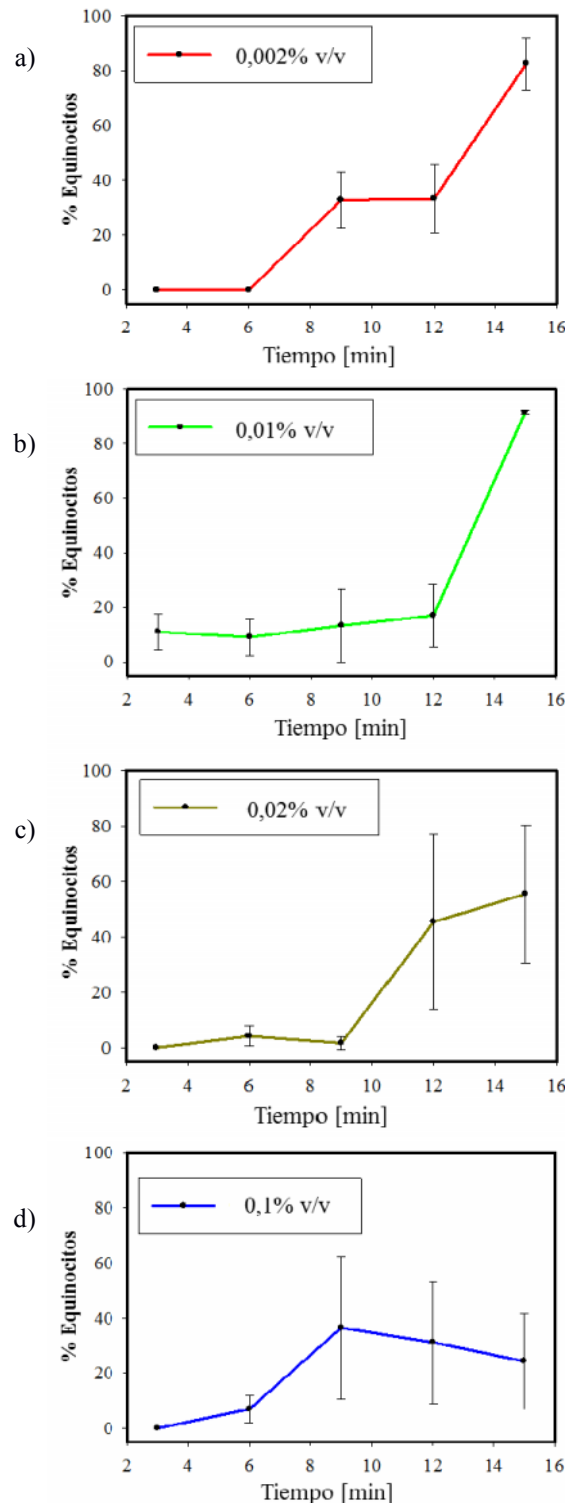 a)
0,002% v/v
% Equinocitos
100
80
60
40
20
0
2 4 6 8 10 12 14 16
Tiempo [min]
b)
0,01% v/v
% Equinocitos
100
80
60
40
20
0
2 4 6 8 10 12 14 16
Tiempo [min]
c)
0,02% v/v
% Equinocitos
100
80
60
40
20
0
2 4 6 8 10 12 14 16
Tiempo [min]
d)
0,1% v/v
% Equinocitos
100
80
60
40
20
0
2 4 6 8 10 12 14 16
Tiempo [min]